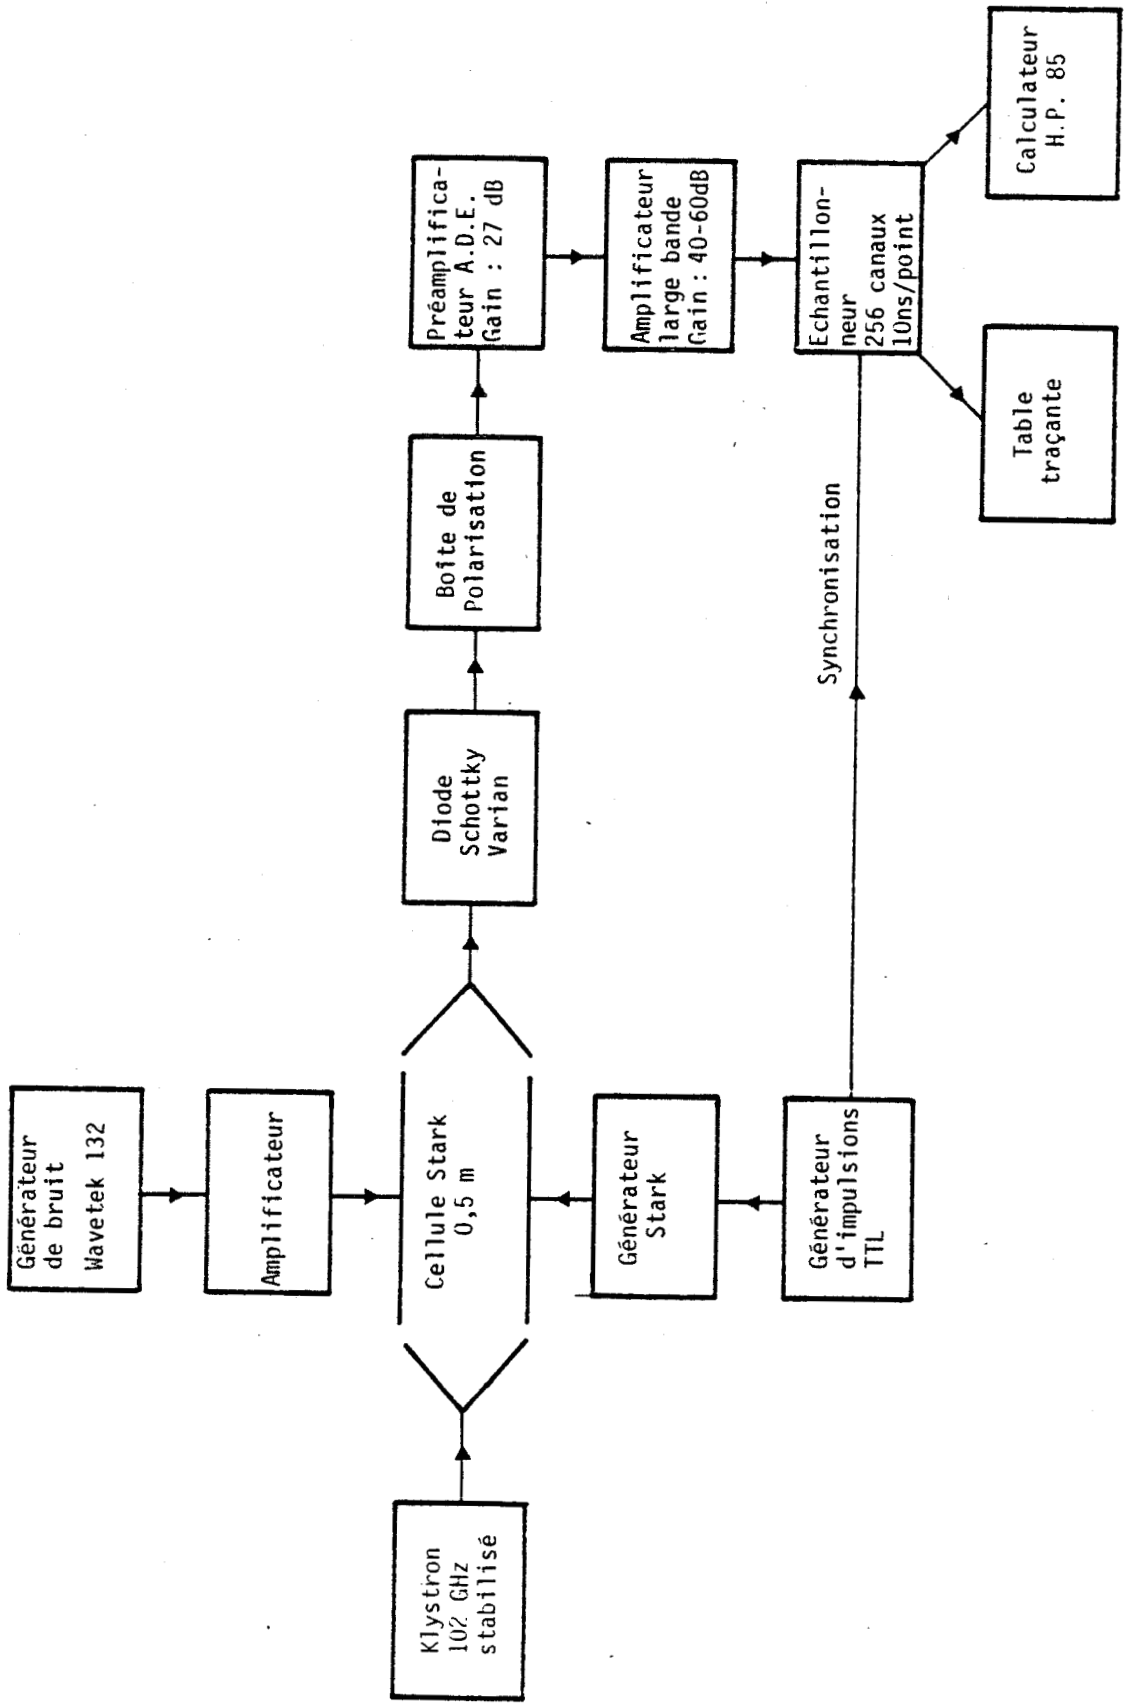 Générateur
de bruit
Wavetek 132
Amplificateur
Klystron
102 GHz
stabilisé
Cellule Stark
0,5 m
Diode
Schottky
Varian
Boite de
Polarisation
Préamplifica-
teur A.D.E.
Gain : 27 dB
Amplificateur
large bande
Gain : 40-60dB
Générateur
Stark
Générateur
d'impulsions
TTL
Synchronisation
Echantillon-
neur
256 canaux
10ns/point
Table
traçante
Calculateur
H.P. 85